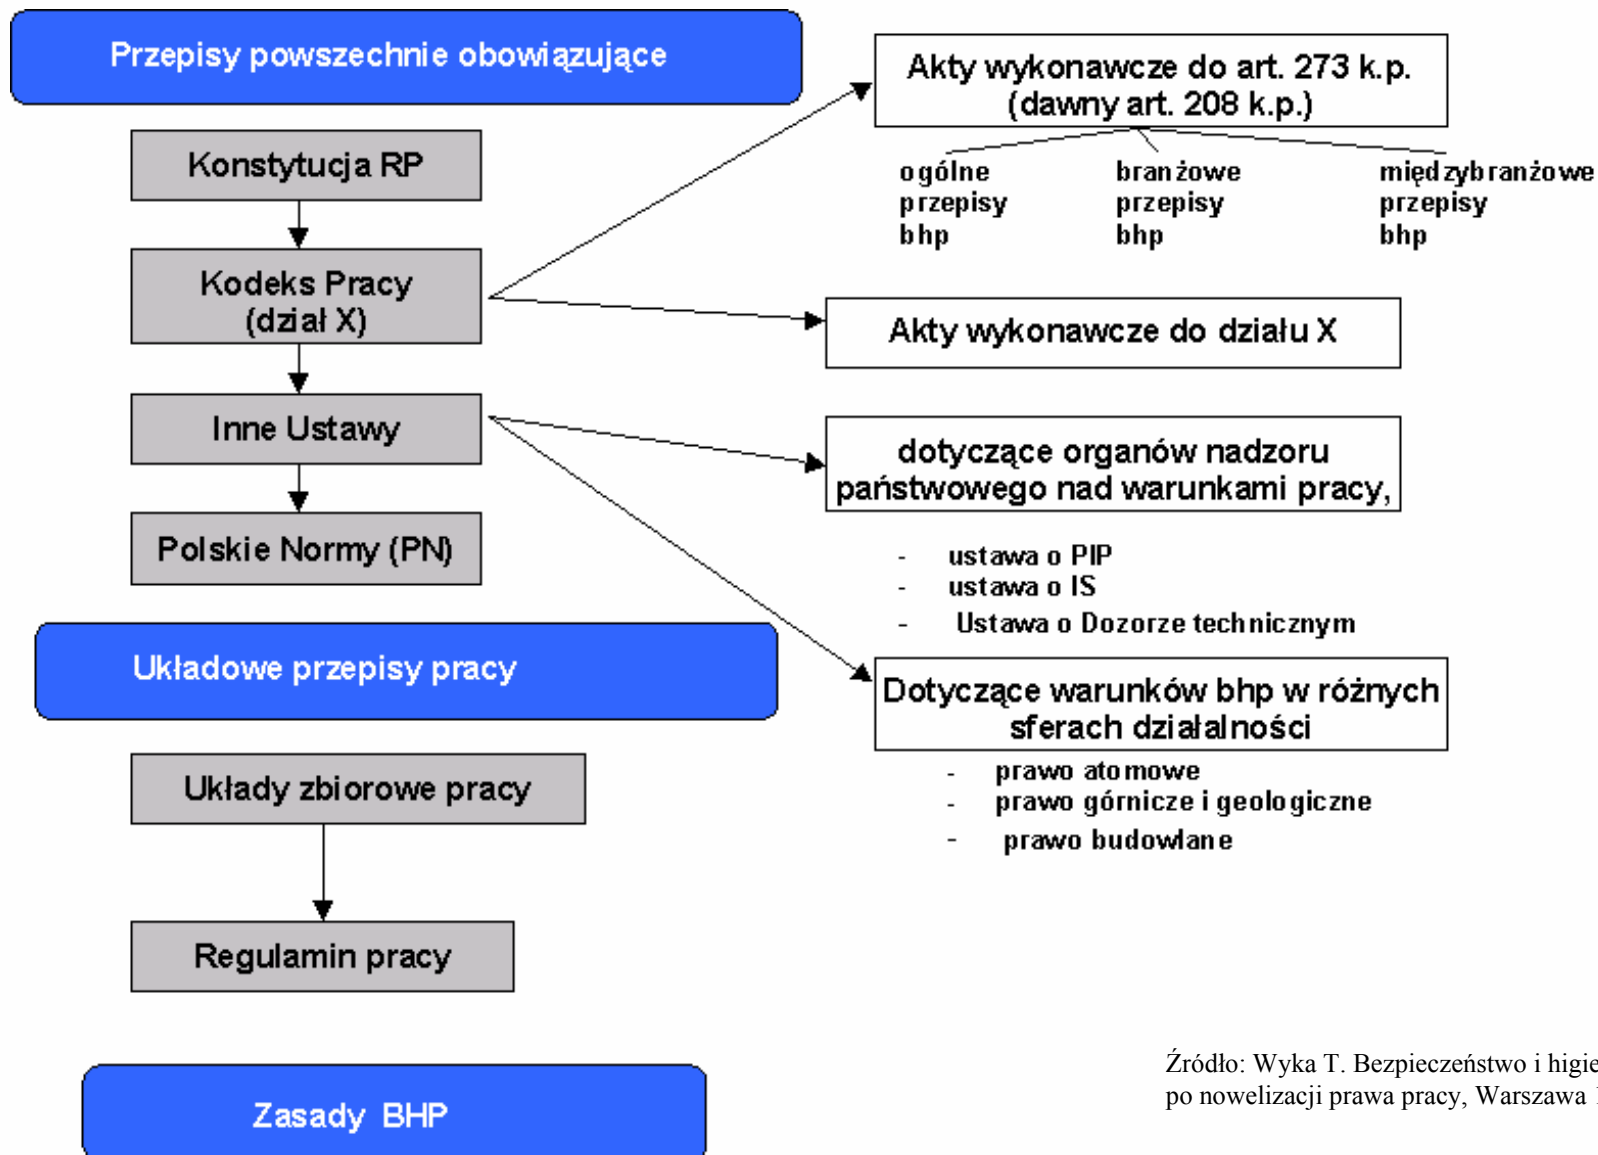 Przepisy powszechnie obowiązujące
Konstytucja RP
Kodeks Pracy
(dział X)
Inne Ustawy
Polskie Normy (PN)
Układowe przepisy pracy
Układy zbiorowe pracy
Regulamin pracy
Zasady BHP
Akty wykonawcze do art. 273 k.p.
(dawny art. 208 k.p.)
ogólne
przepisy
bhp
branżowe
przepisy
bhp
międzybranżowe
przepisy
bhp
Akty wykonawcze do działu X
dotyczące organów nadzoru
państwowego nad warunkami pracy,
- ustawa o PIP
- ustawa o IS
- Ustawa o Dozorze technicznym
Dotyczące warunków bhp w różnych
sferach działalności
- prawo atomowe
- prawo górnicze i geologiczne
- prawo budowlane
Źródło: Wyka T. Bezpieczeństwo i higie
po nowelizacji prawa pracy, Warszawa